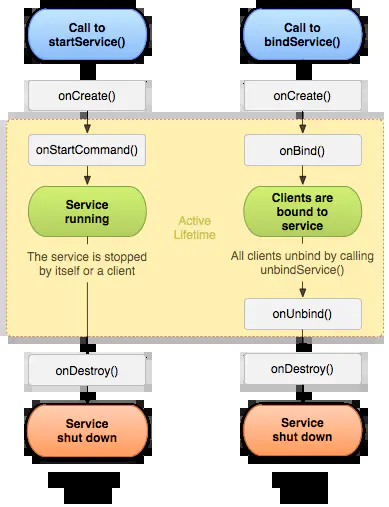 Call to
startService()
onCreate()
onStartCommand()
Service
running
The service is stopped
by itself or a client
onDestroy()
Service
shut down
Active
Lifetime
Call to
bindService()
onCreate()
onBind()
Clients are
bound to
service
All clients unbind by calling
unbindService()
onUnbind()
onDestroy()
Service
shut down